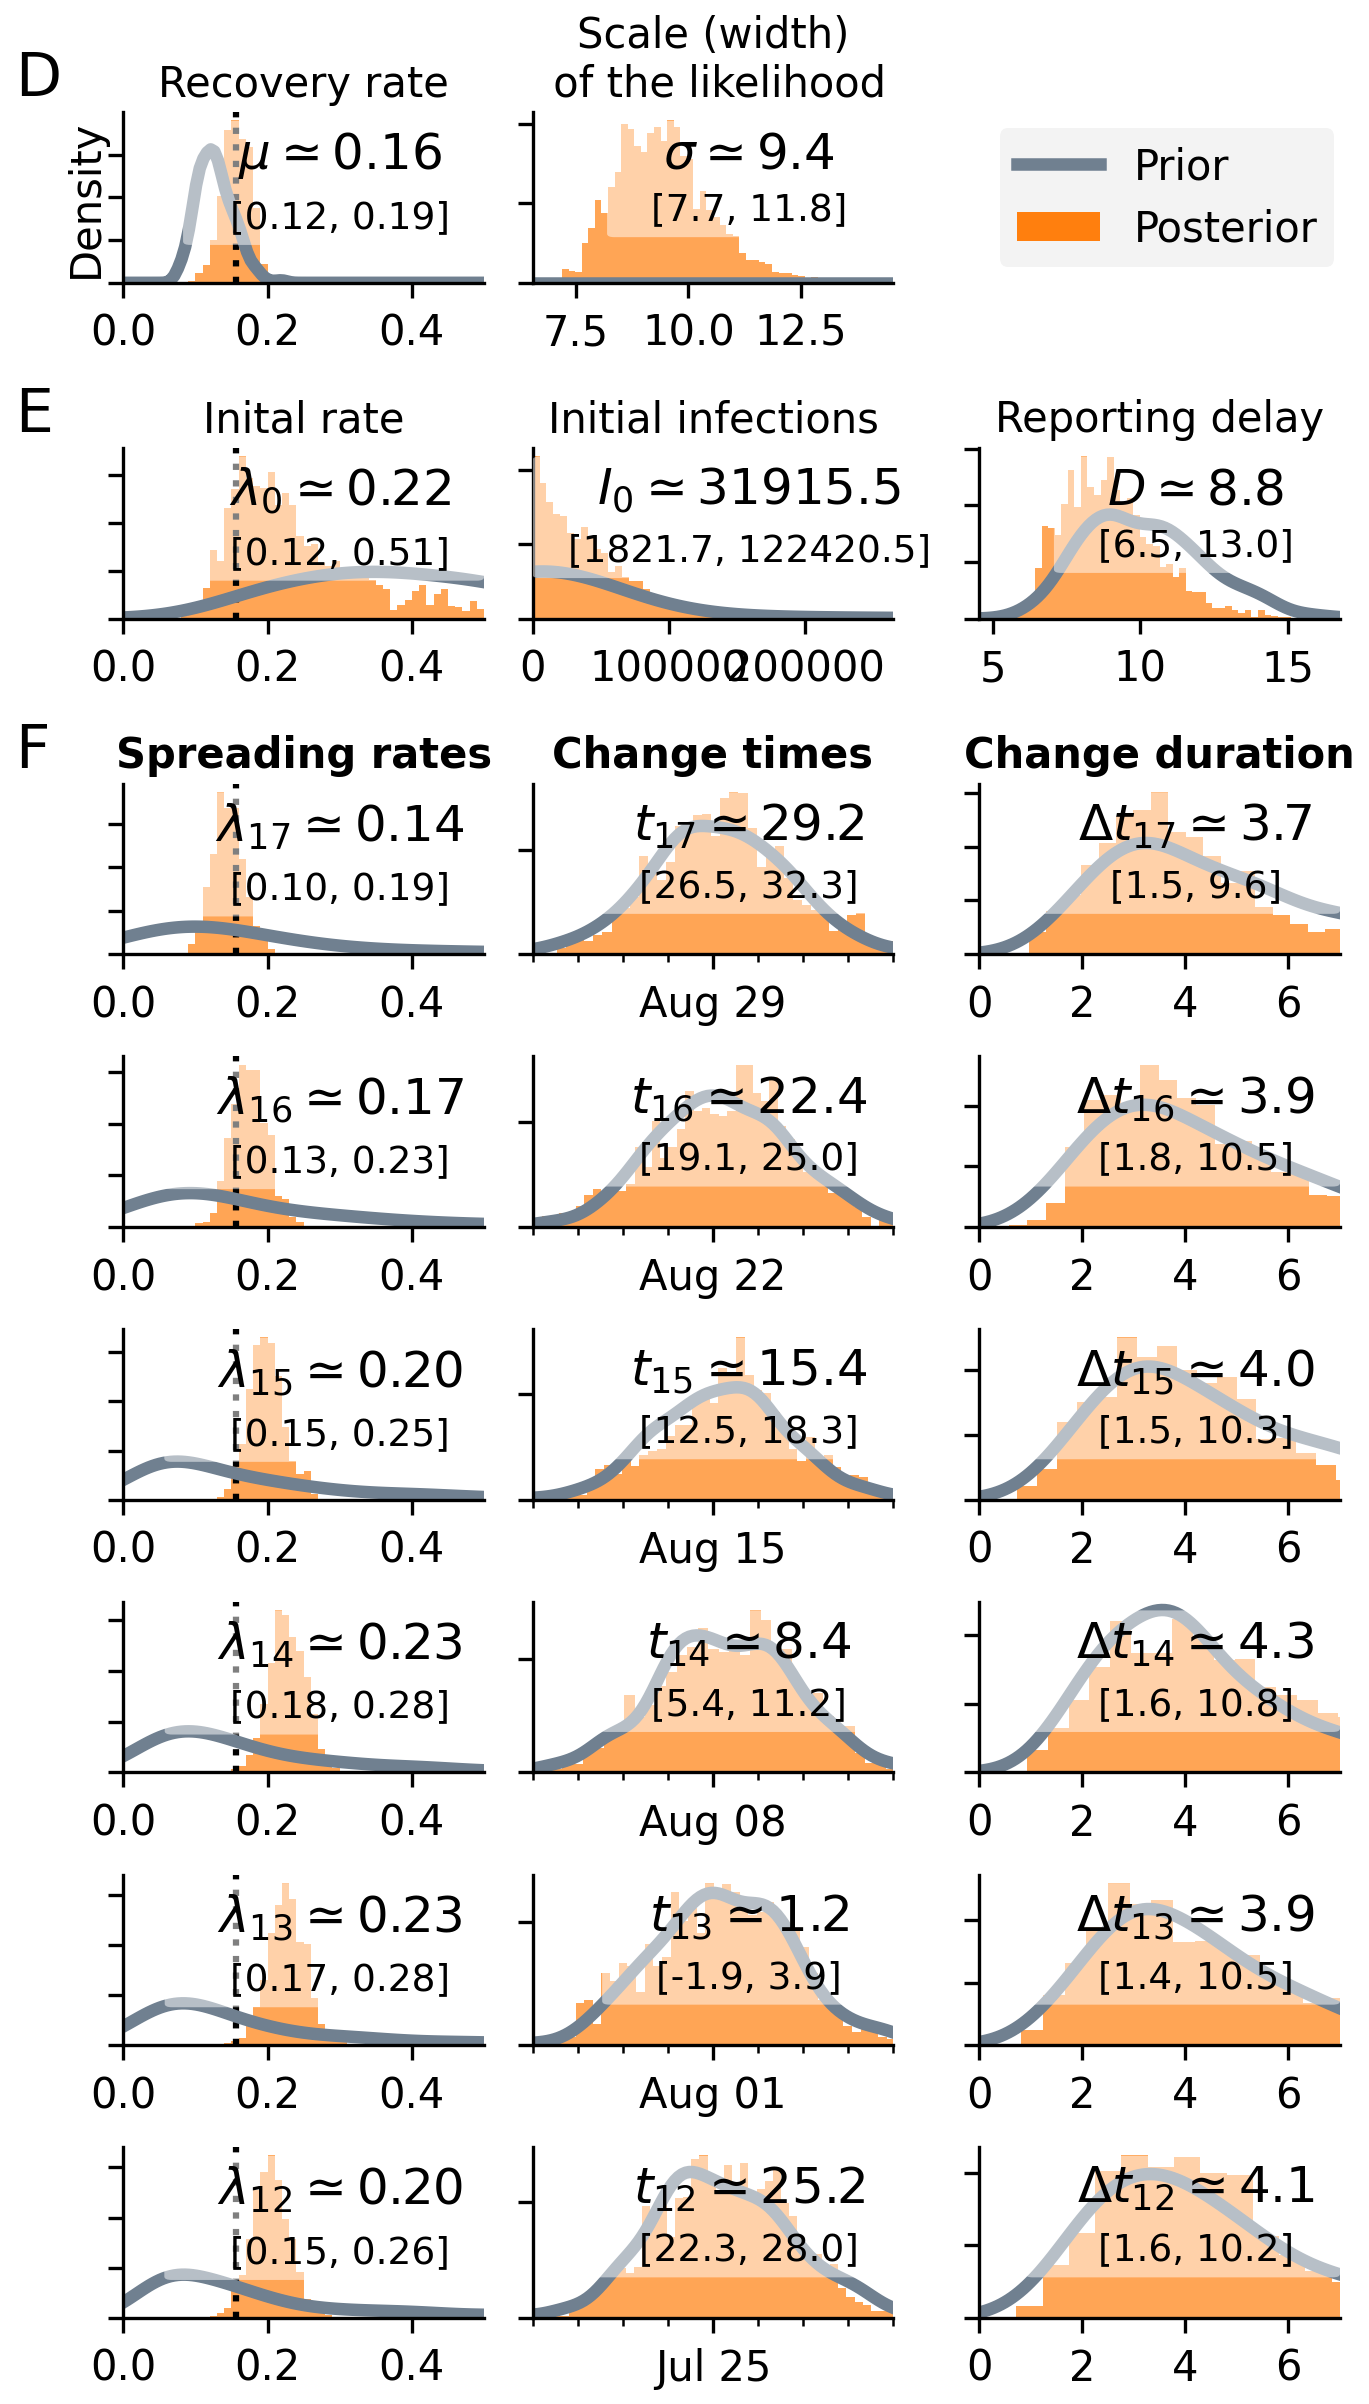 D
Recovery rate
Scale (width)
of the likelihood
Density
μ ≃ 0.16
[0.12, 0.19]
0.0 0.2 0.4
σ ≃ 9.4
[7.7, 11.8]
7.5 10.0 12.5
Prior
Posterior
E
Inital rate
λ0 ≃ 0.22
[0.12, 0.51]
0.0 0.2 0.4
Initial infections
I0 ≃ 31915.5
[1821.7, 122420.5]
0 100000 200000
Reporting delay
D ≃ 8.8
[6.5, 13.0]
5 10 15
F
Spreading rates
Change times
Change duration
λ17 ≃ 0.14
[0.10, 0.19]
0.0 0.2 0.4
t17 ≃ 29.2
[26.5, 32.3]
Aug 29
Δt17 ≃ 3.7
[1.5, 9.6]
0 2 4 6
λ16 ≃ 0.17
[0.13, 0.23]
0.0 0.2 0.4
t16 ≃ 22.4
[19.1, 25.0]
Aug 22
Δt16 ≃ 3.9
[1.8, 10.5]
0 2 4 6
λ15 ≃ 0.20
[0.15, 0.25]
0.0 0.2 0.4
t15 ≃ 15.4
[12.5, 18.3]
Aug 15
Δt15 ≃ 4.0
[1.5, 10.3]
0 2 4 6
λ14 ≃ 0.23
[0.18, 0.28]
0.0 0.2 0.4
t14 ≃ 8.4
[5.4, 11.2]
Aug 08
Δt14 ≃ 4.3
[1.6, 10.8]
0 2 4 6
λ13 ≃ 0.23
[0.17, 0.28]
0.0 0.2 0.4
t13 ≃ 1.2
[-1.9, 3.9]
Aug 01
Δt13 ≃ 3.9
[1.4, 10.5]
0 2 4 6
λ12 ≃ 0.20
[0.15, 0.26]
0.0 0.2 0.4
t12 ≃ 25.2
[22.3, 28.0]
Jul 25
Δt12 ≃ 4.1
[1.6, 10.2]
0 2 4 6